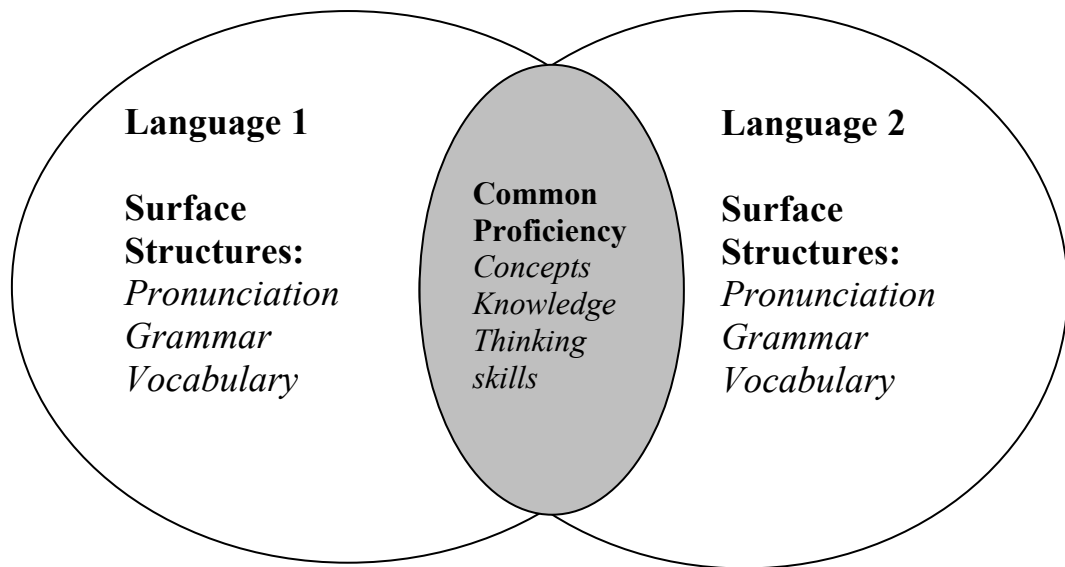 Language 1
Surface
Structures:
Pronunciation
Grammar
Vocabulary
Common
Proficiency
Concepts
Knowledge
Thinking
skills
Language 2
Surface
Structures:
Pronunciation
Grammar
Vocabulary